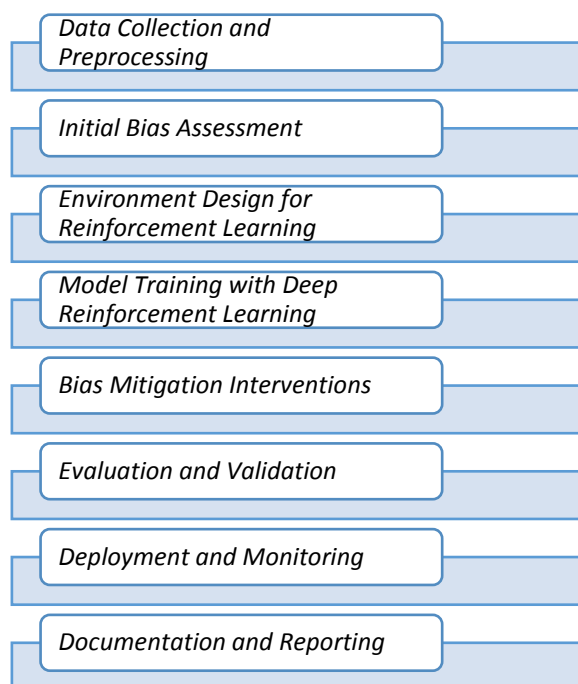 Data Collection and
Preprocessing
Initial Bias Assessment
Environment Design for
Reinforcement Learning
Model Training with Deep
Reinforcement Learning
Bias Mitigation Interventions
Evaluation and Validation
Deployment and Monitoring
Documentation and Reporting